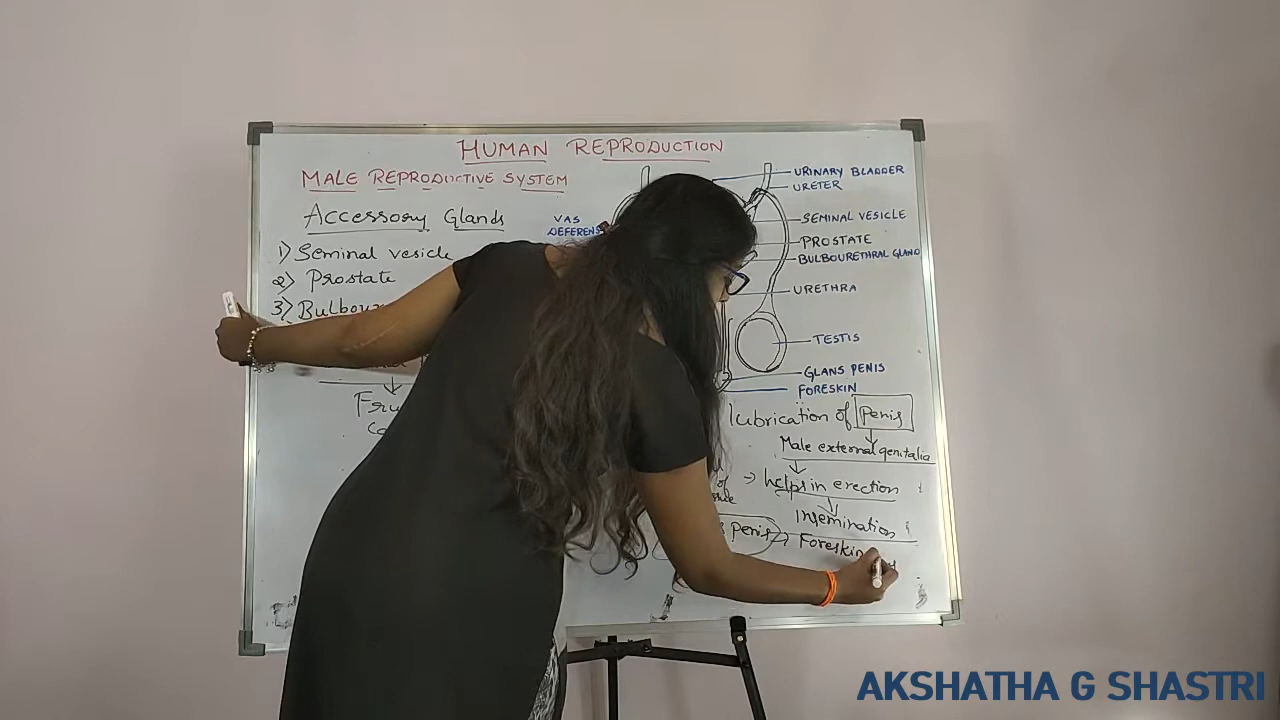 HUMAN REPRODUCTION
MALE REPRODUCTIVE SYSTEM
Accessory Glands
1) Seminal vesicle
2) Prostate
3)
VAS
DEFERENS
URINARY BLADDER
URETER
SEMINAL VESICLE
PROSTATE
BULBOURETHRAL GLAND
URETHRA
TESTIS
GLANS PENIS
FORESKIN
lubrication of Penis
Male external genitalia
of → helps in erection
Insemination
Penis → Foreskin
AKSHATHA G SHASTRI